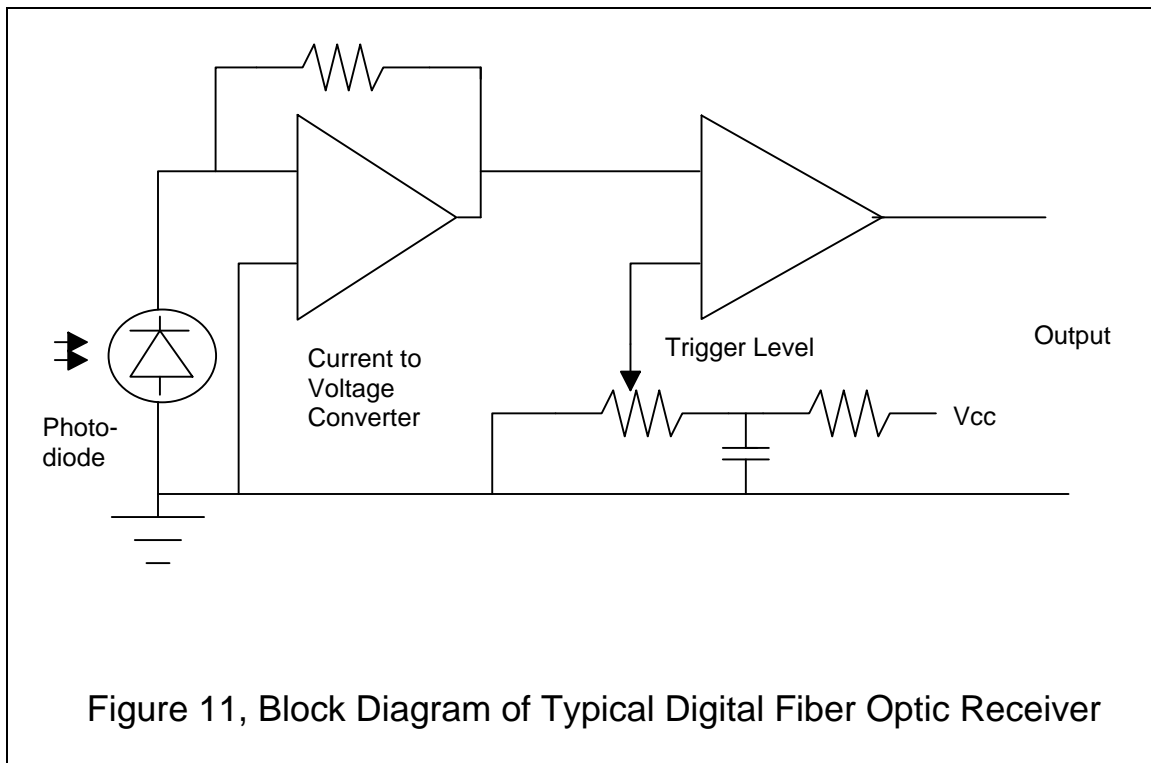 Trigger Level
Output
Current to
Voltage
Converter
Photo-
diode
Vcc
Figure 11, Block Diagram of Typical Digital Fiber Optic Receiver